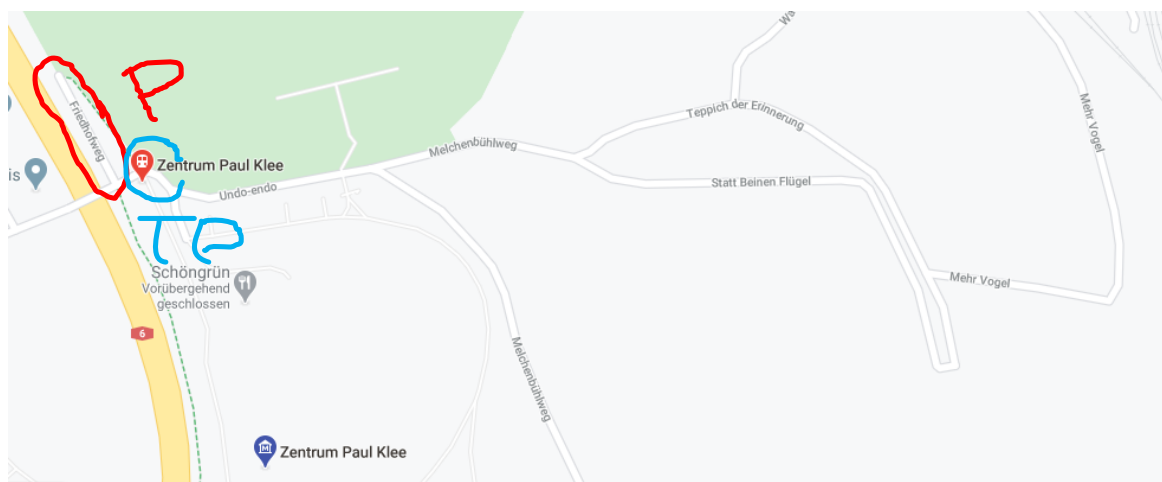 Wa
Teppich der Erinnerung
Mehr Vogel
P
Friedhofweg
Melchenbühlweg
is
Zentrum Paul Klee
Undo-endo
Statt Beinen Flügel
TP
Schöngrün
Vorübergehend
geschlossen
Mehr Vogel
6
Melchenbühlweg
Zentrum Paul Klee